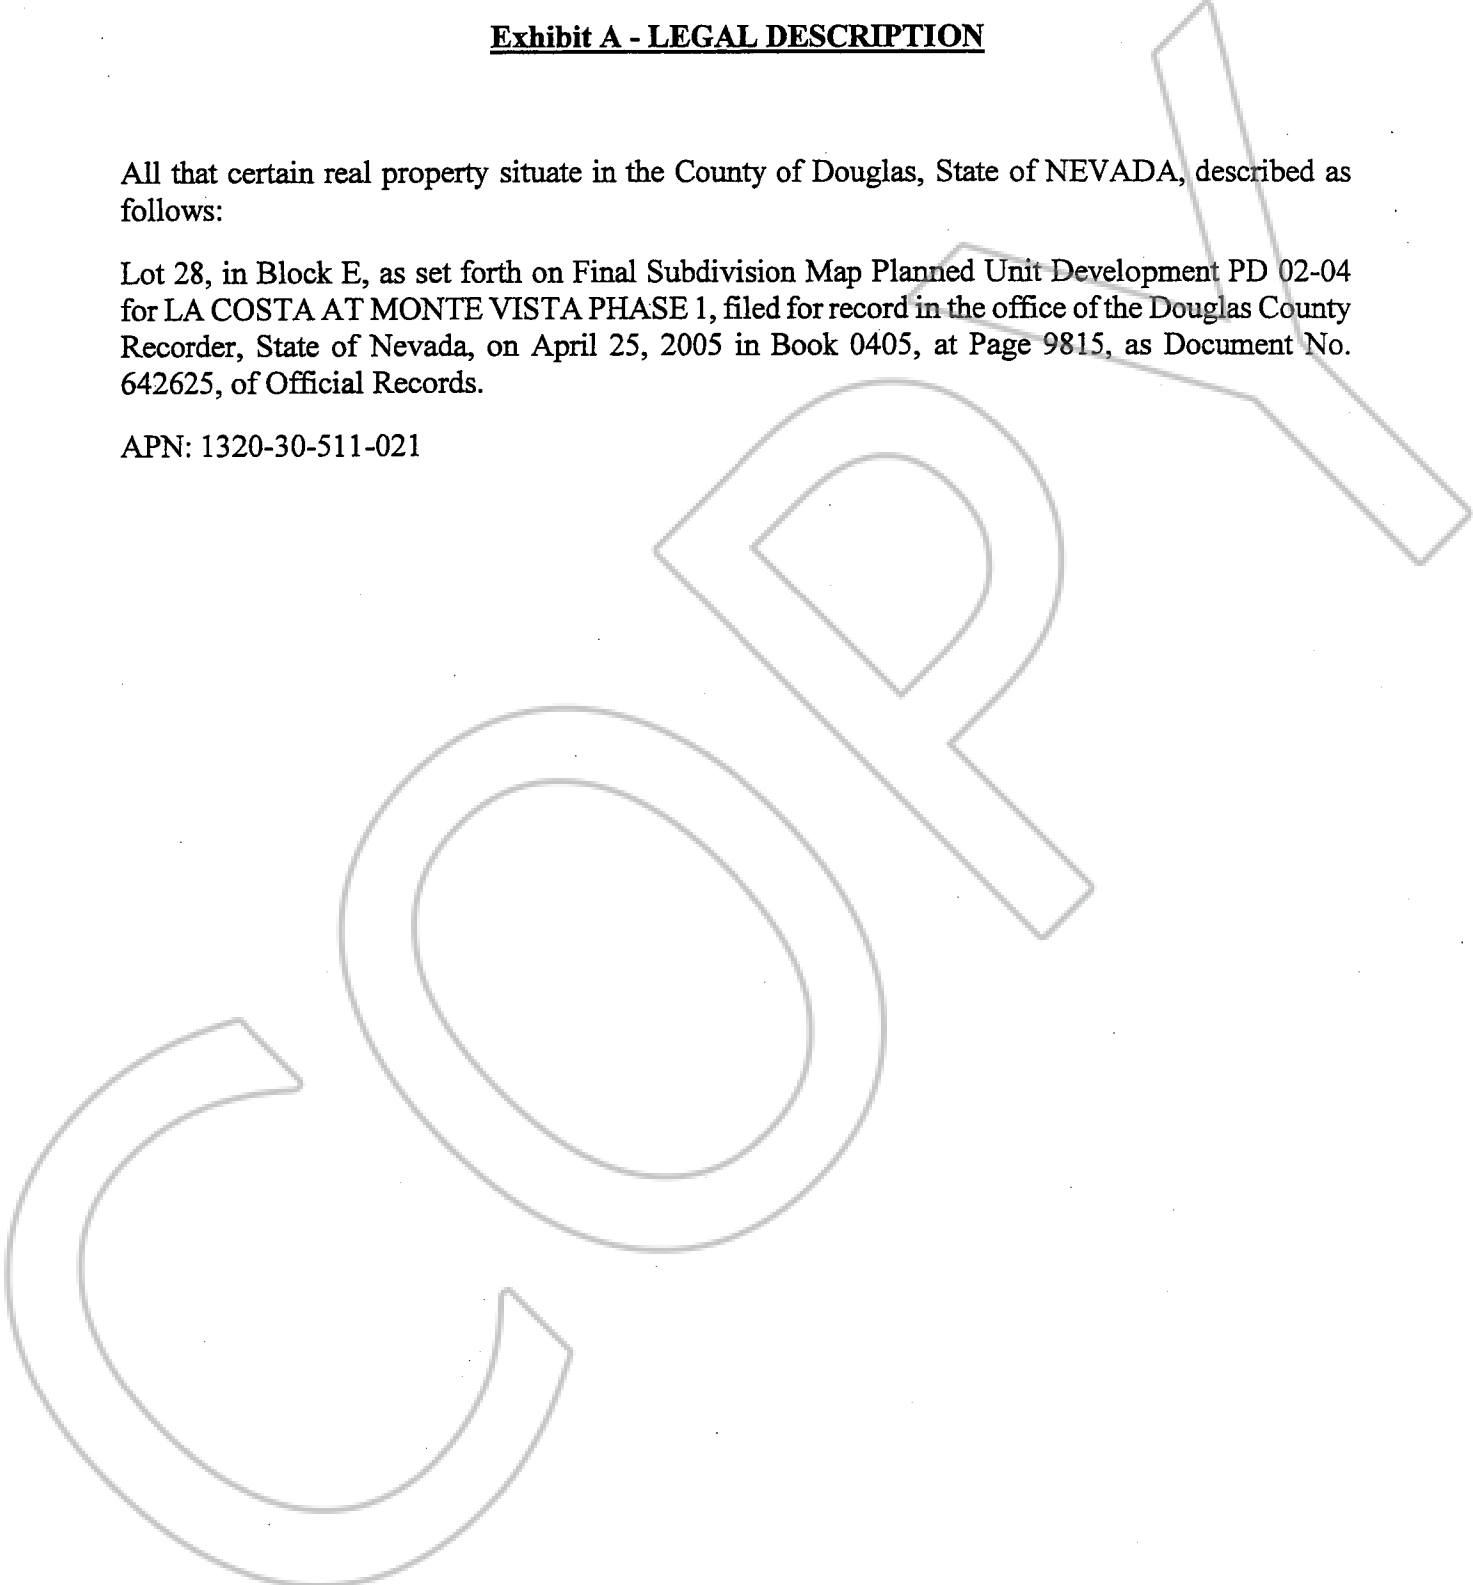 Exhibit A - LEGAL DESCRIPTION
All that certain real property situate in the County of Douglas, State of NEVADA, described as
follows:
Lot 28, in Block E, as set forth on Final Subdivision Map Planned Unit Development PD 02-04
for LA COSTA AT MONTE VISTA PHASE 1, filed for record in the office of the Douglas County
Recorder, State of Nevada, on April 25, 2005 in Book 0405, at Page 9815, as Document No.
642625, of Official Records.
APN: 1320-30-511-021
COPY